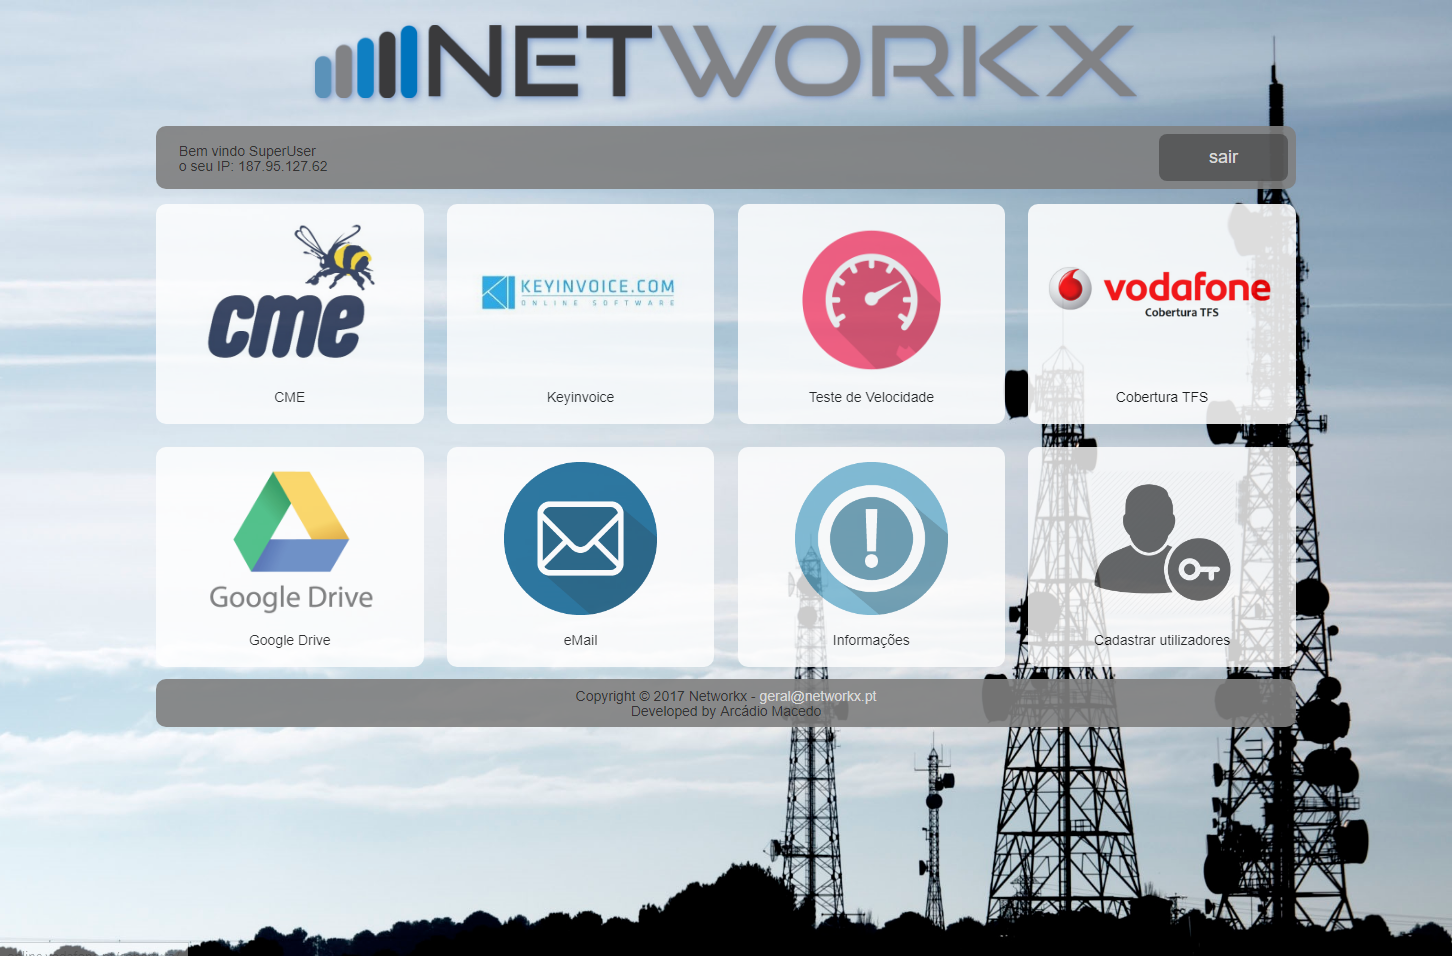 NETWORKX
Bem vindo SuperUser
o seu IP: 187.95.127.62
sair
cme
KEYINVOICE.COM
ONLINE SOFTWARE
vodafone
Cobertura TFS
CME
Keyinvoice
Teste de Velocidade
Cobertura TFS
Google Drive
Google Drive
eMail
Informações
Cadastrar utilizadores
Copyright © 2017 Networkx - geral@networkx.pt
Developed by Arcádio Macedo